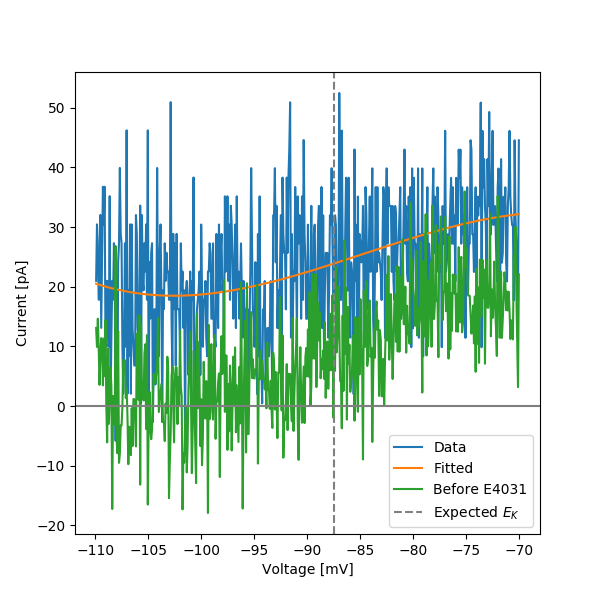 50
40
30
20
10
0
−10
−20
Current [pA]
Data
Fitted
Before E4031
Expected E_K
−110
−105
−100
−95
−90
−85
−80
−75
−70
Voltage [mV]